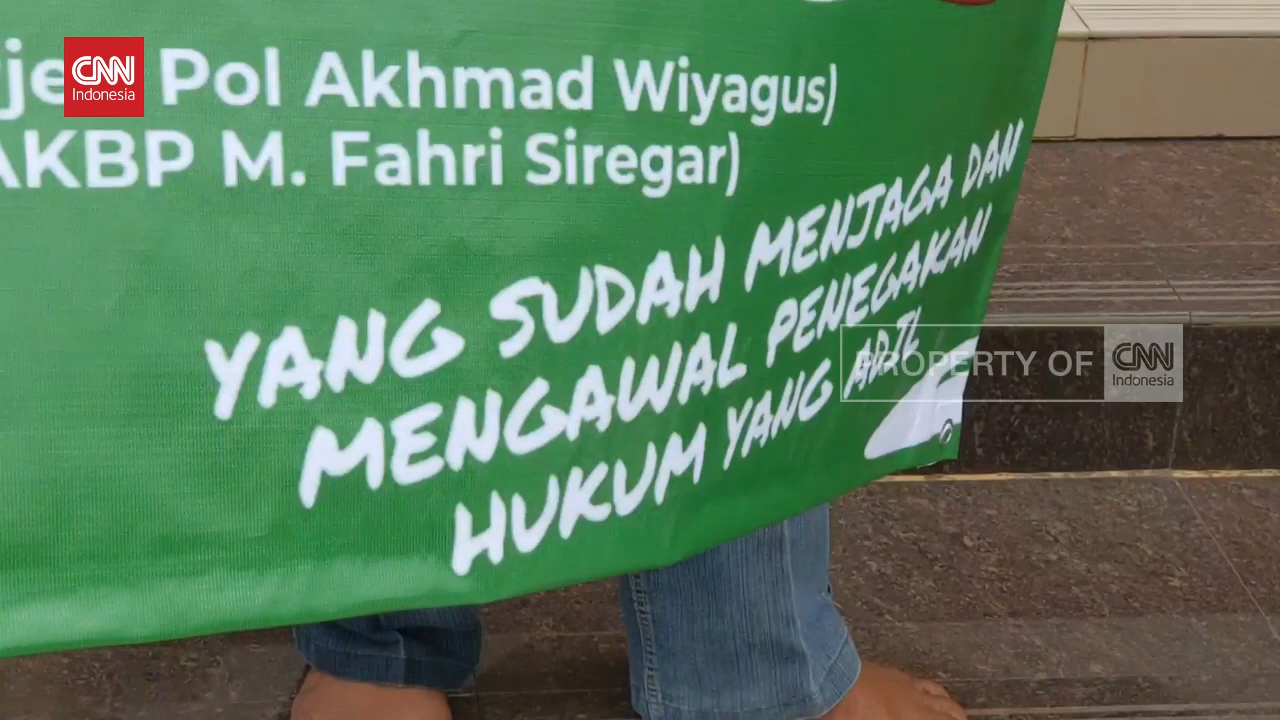 CNN
Indonesia
Pol Akhmad Wiyagus)
AKBP M. Fahri Siregar)
YANG SUDAH MENJAGA DAN
MENGAWAL PENEGAKAN
HUKUM YANG ADIL
PROPERTY OF CNN
Indonesia